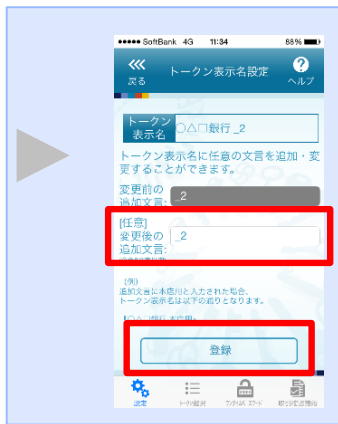 SoftBank 4G 11:34 88%
戻る
トークン表示名設定
?
ヘルプ
トークン
表示名
○△□銀行_2
トークン表示名に任意の文言を追加・変
更することができます。
変更前の
追加文言:
_2
[任意]
変更後の
追加文言:
_2
(例)
追加文言に本店用と入力された場合、
トークン表示名は以下の通りとなります。
登録
設定